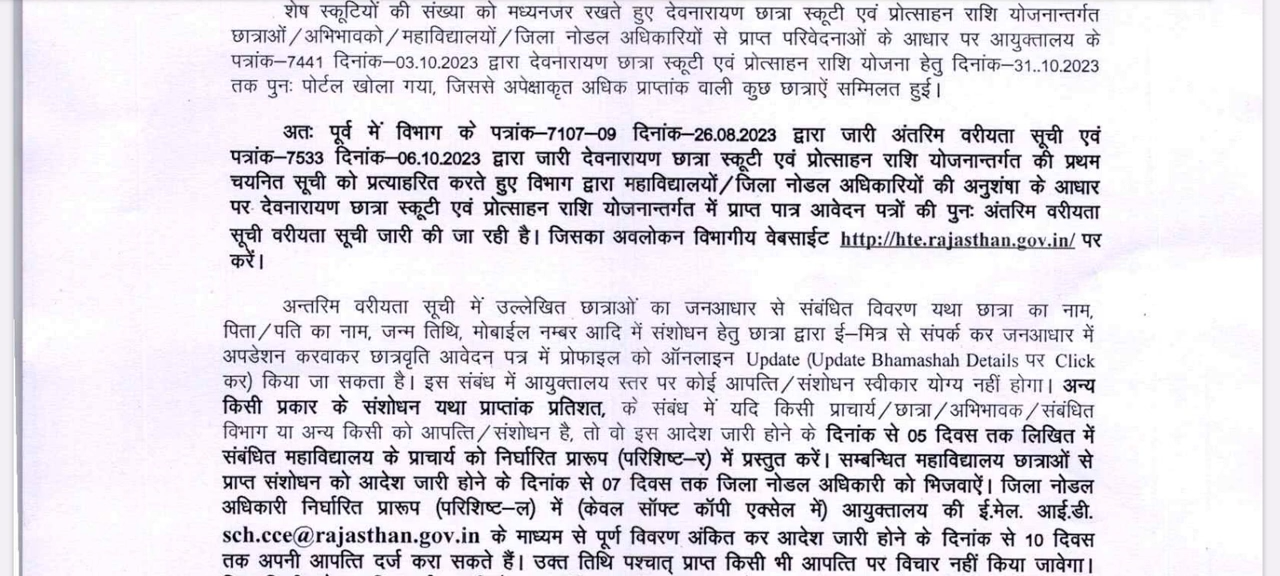 शेष स्कूटियों की संख्या को मध्यनजर रखते हुए देवनारायण छात्रा स्कूटी एवं प्रोत्साहन राशि योजनान्तर्गत
छात्राओं/अभिभावको/महाविद्यालयों/जिला नोडल अधिकारियों से प्राप्त परिवेदनाओं के आधार पर आयुक्तालय के
पत्रांक–7441 दिनांक–03.10.2023 द्वारा देवनारायण छात्रा स्कूटी एवं प्रोत्साहन राशि योजना हेतु दिनांक–31..10.2023
तक पुनः पोर्टल खोला गया, जिससे अपेक्षाकृत अधिक प्राप्तांक वाली कुछ छात्राऐं सम्मिलत हुई।
अतः पूर्व में विभाग के पत्रांक–7107–09 दिनांक–26.08.2023 द्वारा जारी अंतरिम वरीयता सूची एवं
पत्रांक–7533 दिनांक–06.10.2023 द्वारा जारी देवनारायण छात्रा स्कूटी एवं प्रोत्साहन राशि योजनान्तर्गत की प्रथम
चयनित सूची को प्रत्याहरित करते हुए विभाग द्वारा महाविद्यालयों/जिला नोडल अधिकारियों की अनुशंषा के आधार
पर देवनारायण छात्रा स्कूटी एवं प्रोत्साहन राशि योजनान्तर्गत में प्राप्त पात्र आवेदन पत्रों की पुनः अंतरिम वरीयता
सूची वरीयता सूची जारी की जा रही है। जिसका अवलोकन विभागीय वेबसाईट http://hte.rajasthan.gov.in/ पर
करें।
अन्तरिम वरीयता सूची में उल्लेखित छात्राओं का जनआधार से संबंधित विवरण यथा छात्रा का नाम,
पिता/पति का नाम, जन्म तिथि, मोबाईल नम्बर आदि में संशोधन हेतु छात्रा द्वारा ई–मित्र से संपर्क कर जनआधार में
अपडेशन करवाकर छात्रवृति आवेदन पत्र में प्रोफाइल को ऑनलाइन Update (Update Bhamashah Details पर Click
कर) किया जा सकता है। इस संबंध में आयुक्तालय स्तर पर कोई आपत्ति/संशोधन स्वीकार योग्य नहीं होगा। अन्य
किसी प्रकार के संशोधन यथा प्राप्तांक प्रतिशत, के संबंध में यदि किसी प्राचार्य/छात्रा/अभिभावक/संबंधित
विभाग या अन्य किसी को आपत्ति/संशोधन है, तो वो इस आदेश जारी होने के दिनांक से 05 दिवस तक लिखित में
संबंधित महाविद्यालय के प्राचार्य को निर्घारित प्रारूप (परिशिष्ट–र) में प्रस्तुत करें। सम्बन्धित महाविद्यालय छात्राओं से
प्राप्त संशोधन को आदेश जारी होने के दिनांक से 07 दिवस तक जिला नोडल अधिकारी को भिजवाऐं। जिला नोडल
अधिकारी निर्घारित प्रारूप (परिशिष्ट–ल) में (केवल सॉफ्ट कॉपी एक्सेल में) आयुक्तालय की ई.मेल. आई.डी.
sch.cce@rajasthan.gov.in के माध्यम से पूर्ण विवरण अंकित कर आदेश जारी होने के दिनांक से 10 दिवस
तक अपनी आपत्ति दर्ज करा सकते हैं। उक्त तिथि पश्चात् प्राप्त किसी भी आपत्ति पर विचार नहीं किया जावेगा।